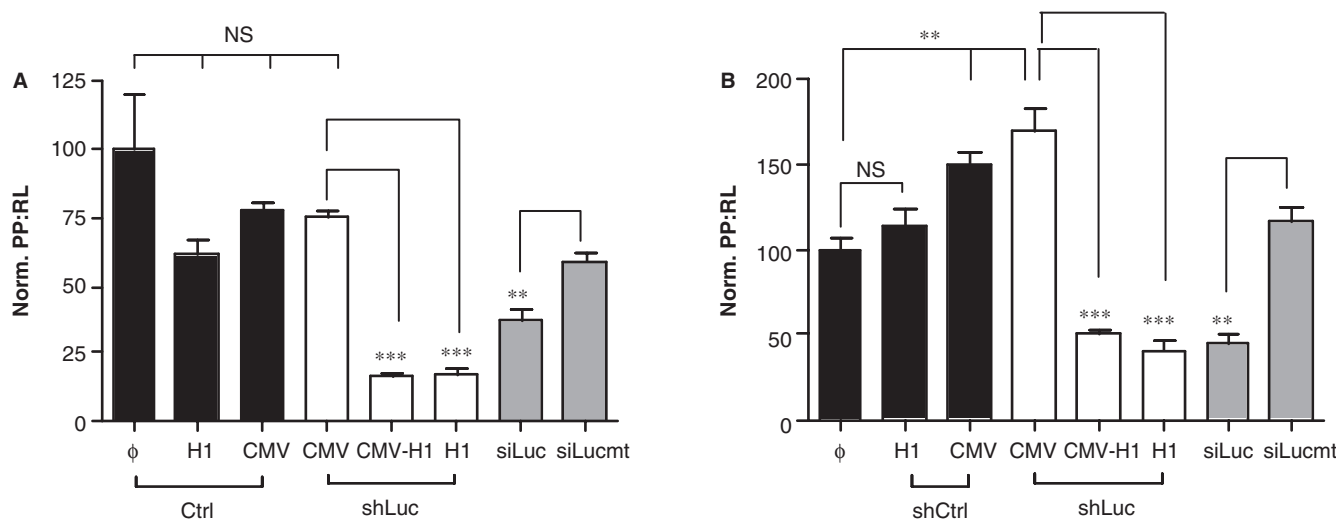 NS
A
125
100
75
50
25
0
Norm. PP:RL
**
***
***
ϕ H1 CMV CMV CMV-H1 H1 siLuc siLucmt
Ctrl shLuc
**
B
200
150
100
50
0
Norm. PP:RL
NS
***
***
**
ϕ H1 CMV CMV CMV-H1 H1 siLuc siLucmt
shCtrl shLuc